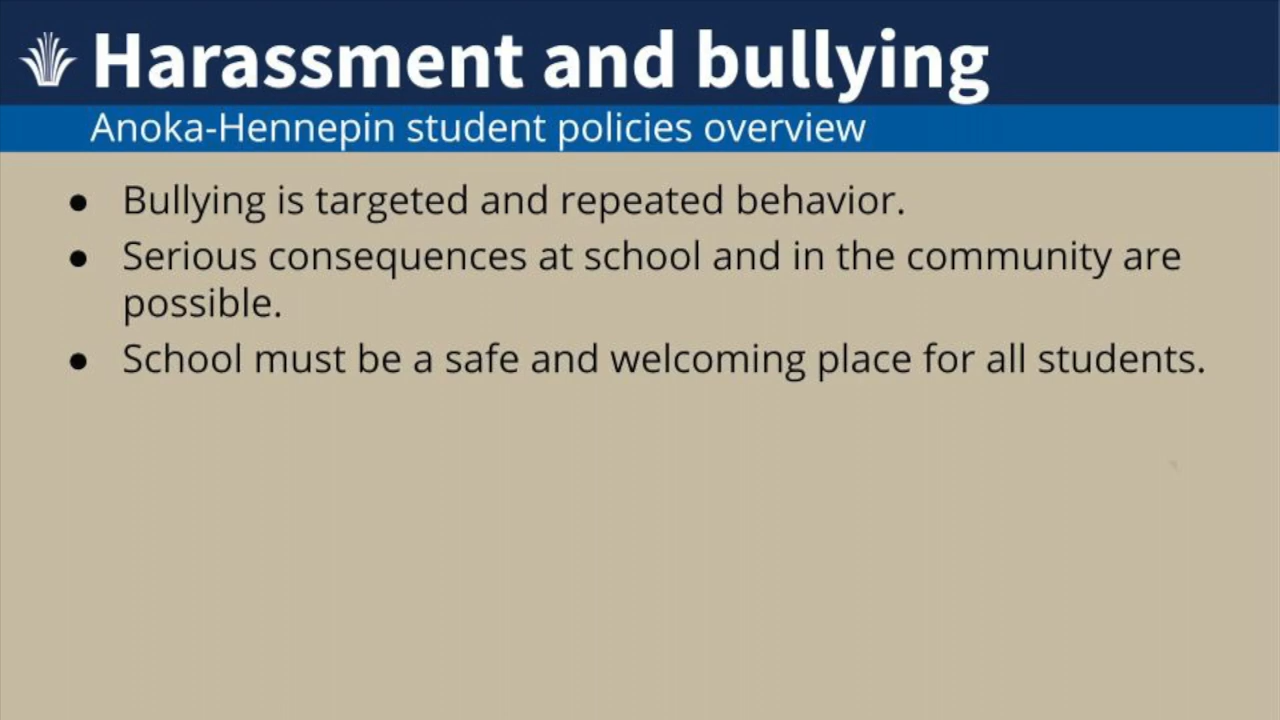 Harassment and bullying
Anoka-Hennepin student policies overview
● Bullying is targeted and repeated behavior.
● Serious consequences at school and in the community are
possible.
● School must be a safe and welcoming place for all students.